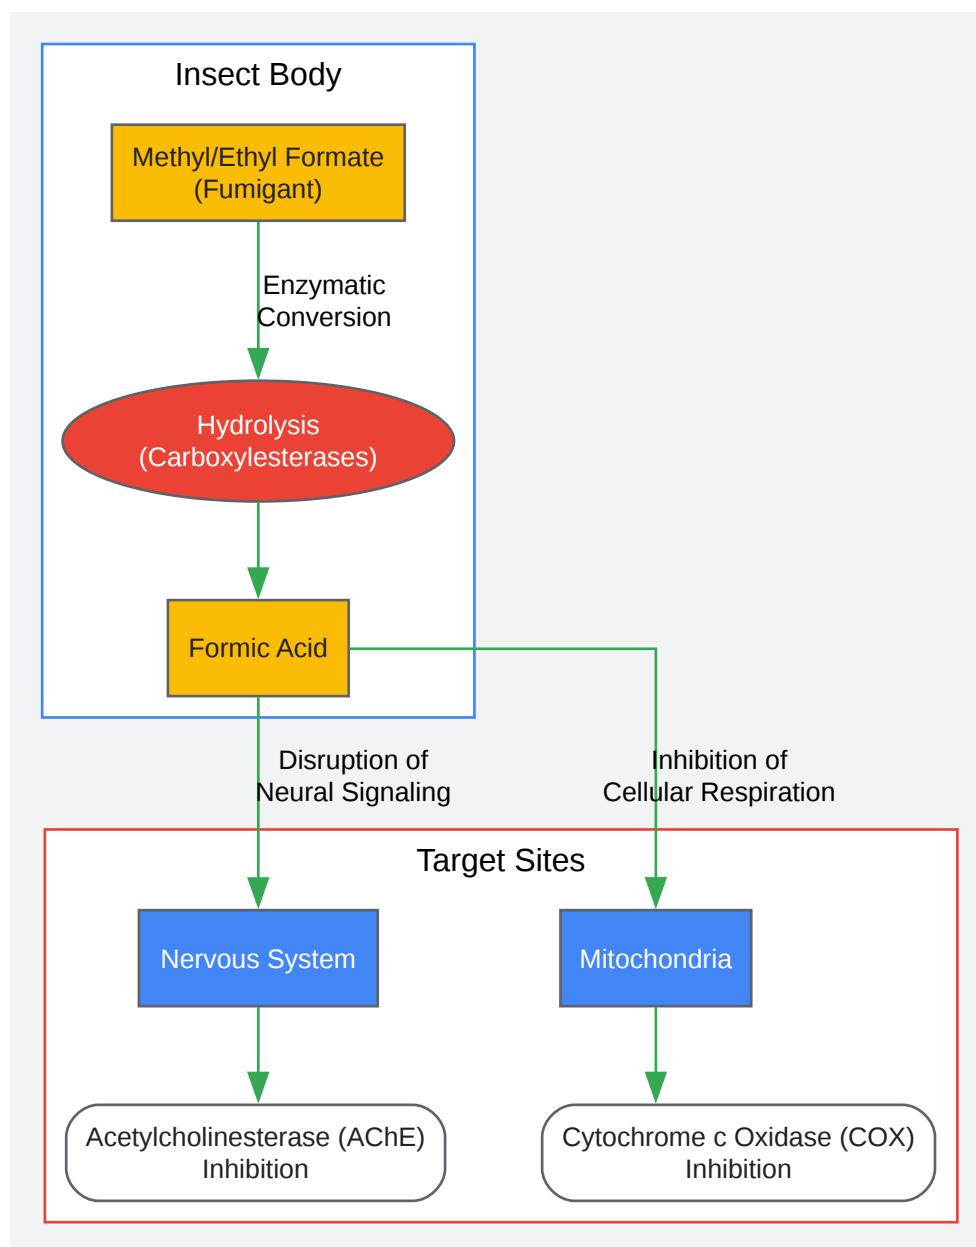 Insect Body
Methyl/Ethyl Formate
(Fumigant)
Enzymatic
Conversion
Hydrolysis
(Carboxylesterases)
Formic Acid
Disruption of
Neural Signaling
Inhibition of
Cellular Respiration
Target Sites
Nervous System
Mitochondria
Acetylcholinesterase (AChE)
Inhibition
Cytochrome c Oxidase (COX)
Inhibition